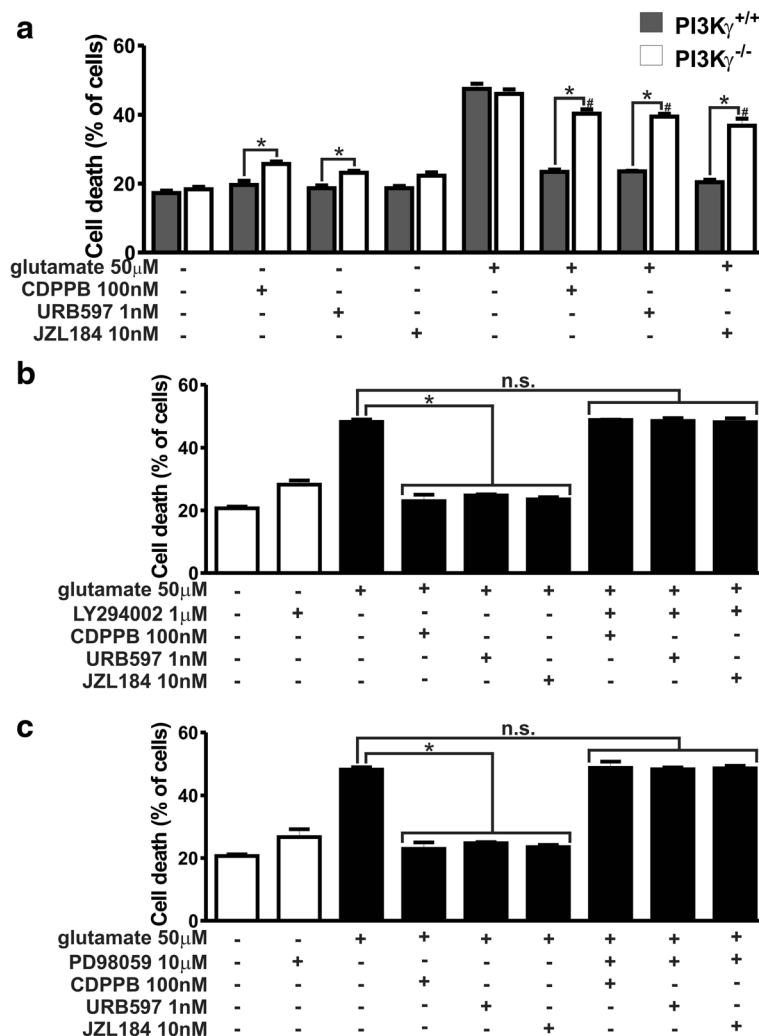 a
PI3Kγ+/+
PI3Kγ-/-
Cell death (% of cells)
60
40
20
0
* * * # * # * #
glutamate 50μM - - - - + + + +
CDPPB 100nM - + - - - + - -
URB597 1nM - - + - - - + -
JZL184 10nM - - - + - - - +
b
n.s.
*
Cell death (% of cells)
60
40
20
0
glutamate 50μM - - + + + + + + +
LY294002 1μM - + - - - - + + +
CDPPB 100nM - - - + - - + - -
URB597 1nM - - - - + - - + -
JZL184 10nM - - - - - + - - +
c
n.s.
*
Cell death (% of cells)
60
40
20
0
glutamate 50μM - - + + + + + + +
PD98059 10μM - + - - - - + + +
CDPPB 100nM - - - + - - + - -
URB597 1nM - - - - + - - + -
JZL184 10nM - - - - - + - - +